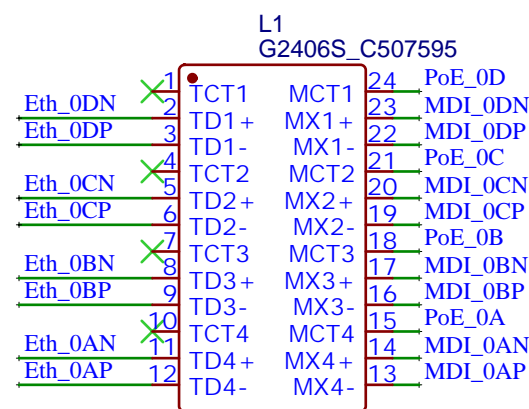 L1
G2406S_C507595
1 TCT1 MCT1 24 PoE_0D
Eth_0DN 2 TD1+ MX1+ 23 MDI_0DN
Eth_0DP 3 TD1- MX1- 22 MDI_0DP
4 TCT2 MCT2 21 PoE_0C
Eth_0CN 5 TD2+ MX2+ 20 MDI_0CN
Eth_0CP 6 TD2- MX2- 19 MDI_0CP
7 TCT3 MCT3 18 PoE_0B
Eth_0BN 8 TD3+ MX3+ 17 MDI_0BN
Eth_0BP 9 TD3- MX3- 16 MDI_0BP
10 TCT4 MCT4 15 PoE_0A
Eth_0AN 11 TD4+ MX4+ 14 MDI_0AN
Eth_0AP 12 TD4- MX4- 13 MDI_0AP